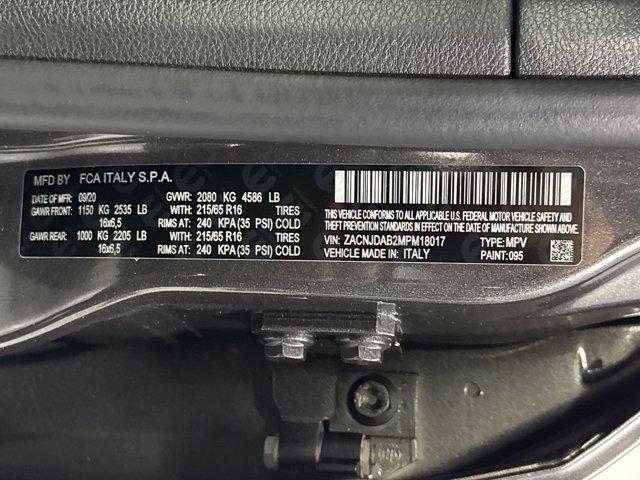 MFD BY FCA ITALY S.P.A.
DATE OF MFR: 09/20 GVWR: 2080 KG 4586 LB
GAWR FRONT: 1150 KG 2535 LB WITH: 215/65 R16 TIRES
16x6,5 RIMS AT: 240 KPA (35 PSI) COLD
GAWR REAR: 1000 KG 2205 LB WITH: 215/65 R16 TIRES
16x6,5 RIMS AT: 240 KPA (35 PSI) COLD
THIS CAR CONFORMS TO ALL APPLICABLE U.S. FEDERAL MOTOR VEHICLE SAFETY AND
THEFT PREVENTION STANDARDS IN EFFECT ON THE DATE OF MANUFACTURE SHOWN ABOVE
VIN: ZACNJDAB2MPM18017 TYPE: MPV
VEHICLE MADE IN: ITALY PAINT: 095